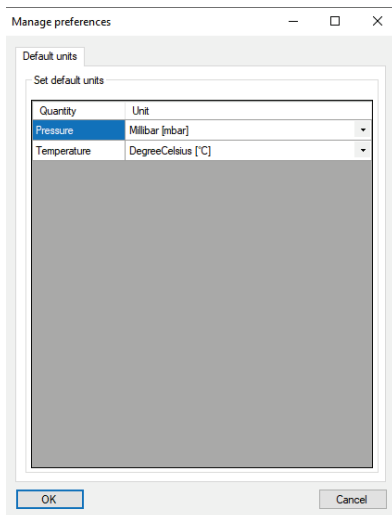 Manage preferences
Default units
Set default units
Quantity Unit
Pressure Millibar [mbar]
Temperature DegreeCelsius [°C]
OK Cancel